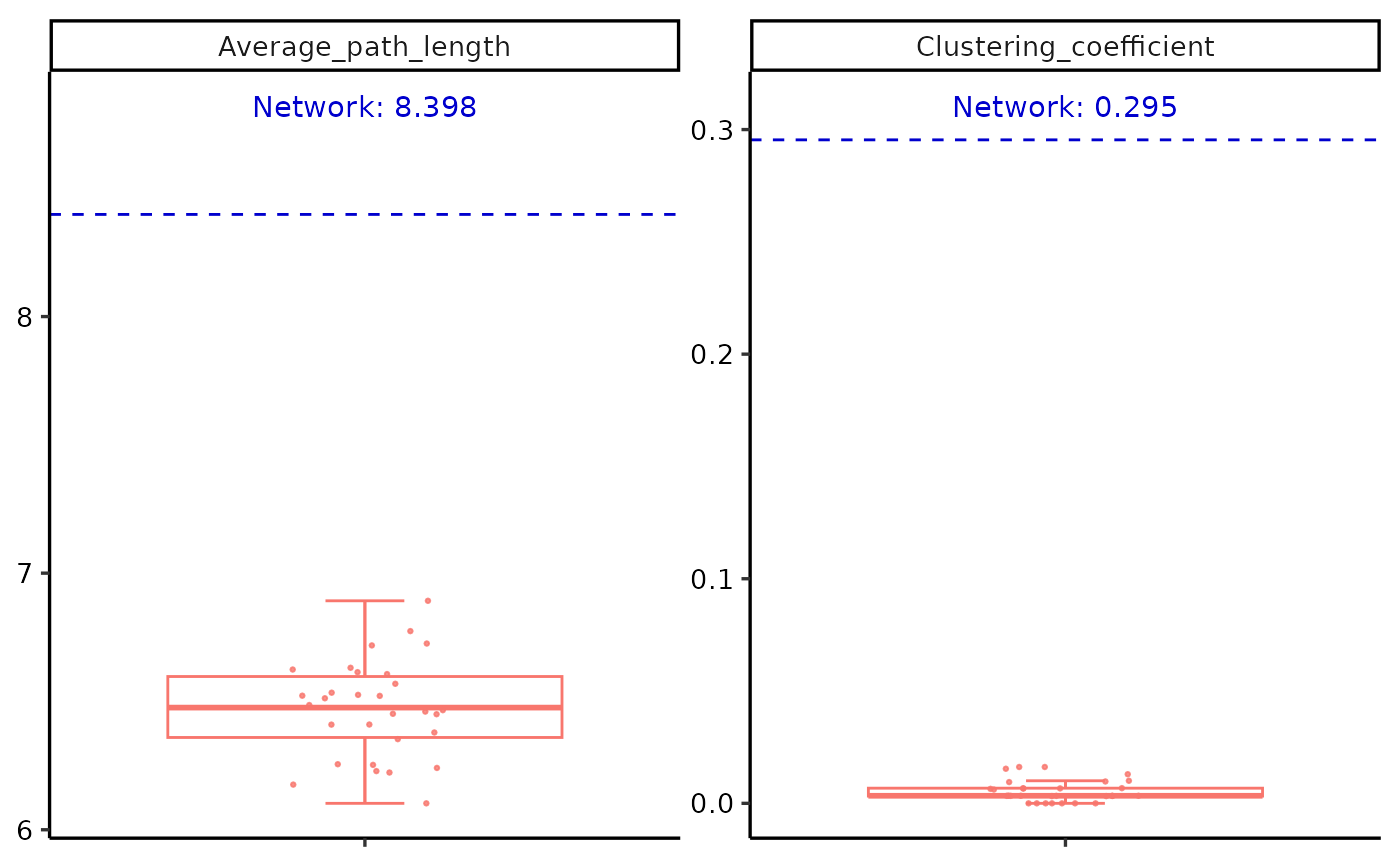 Average_path_length
Network: 8.398
8
7
6
Clustering_coefficient
Network: 0.295
0.3
0.2
0.1
0.0